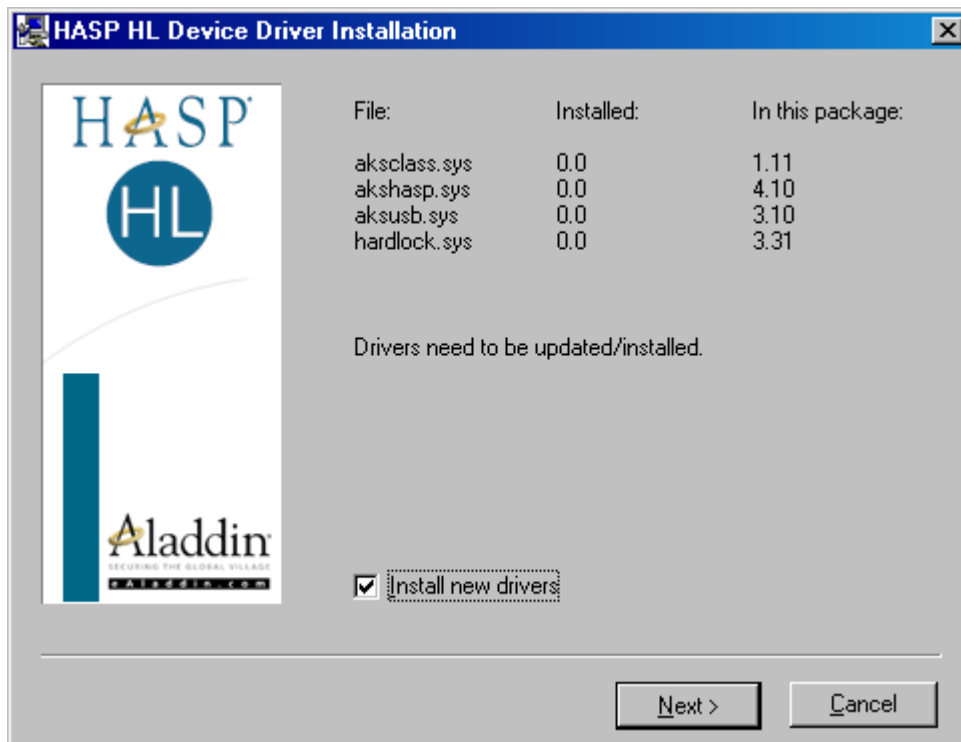 HASP HL Device Driver Installation
HASP
HL
File: Installed: In this package:
aksclass.sys 0.0 1.11
akshasp.sys 0.0 4.10
aksusb.sys 0.0 3.10
hardlock.sys 0.0 3.31
Drivers need to be updated/installed.
Aladdin
SECURING THE GLOBAL VILLAGE
eAladdin.com
Install new drivers
Next >
Cancel